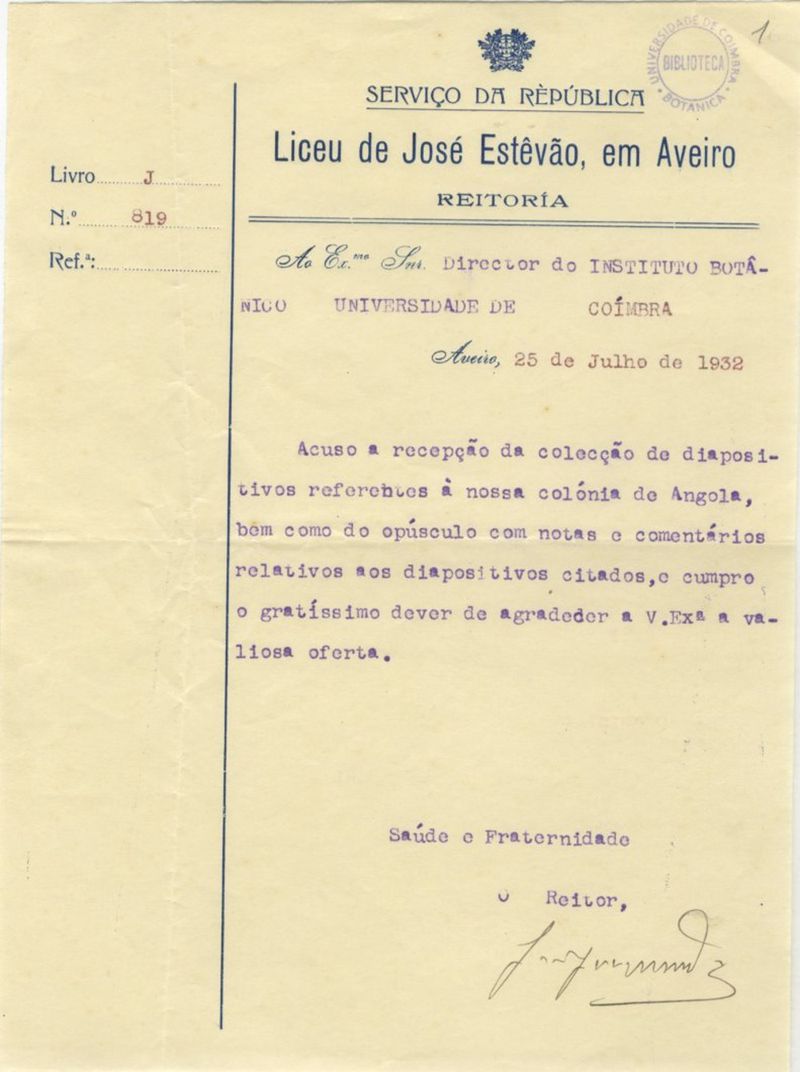 1
UNIVERSIDADE DE COIMBRA
BIBLIOTECA
BOTANICA
SERVIÇO DA RÈPÚBLICA
Liceu de José Estêvão, em Aveiro
REITORÍA
Livro J
N.º 819
Ref.ª:
Ao Ex.mo Snr. Director do INSTITUTO BOTÂ-
NICO UNIVERSIDADE DE COÍMBRA
Aveiro, 25 de Julho de 1932
Acuso a recepção da colecção de diaposi-
tivos referentes à nossa colónia de Angola,
bem como do opúsculo com notas e comentários
relativos aos diapositivos citados,e cumpro
o gratíssimo dever de agradeder a V.Exª a va-
liosa oferta.
Saúde e Fraternidade
O Reitor,